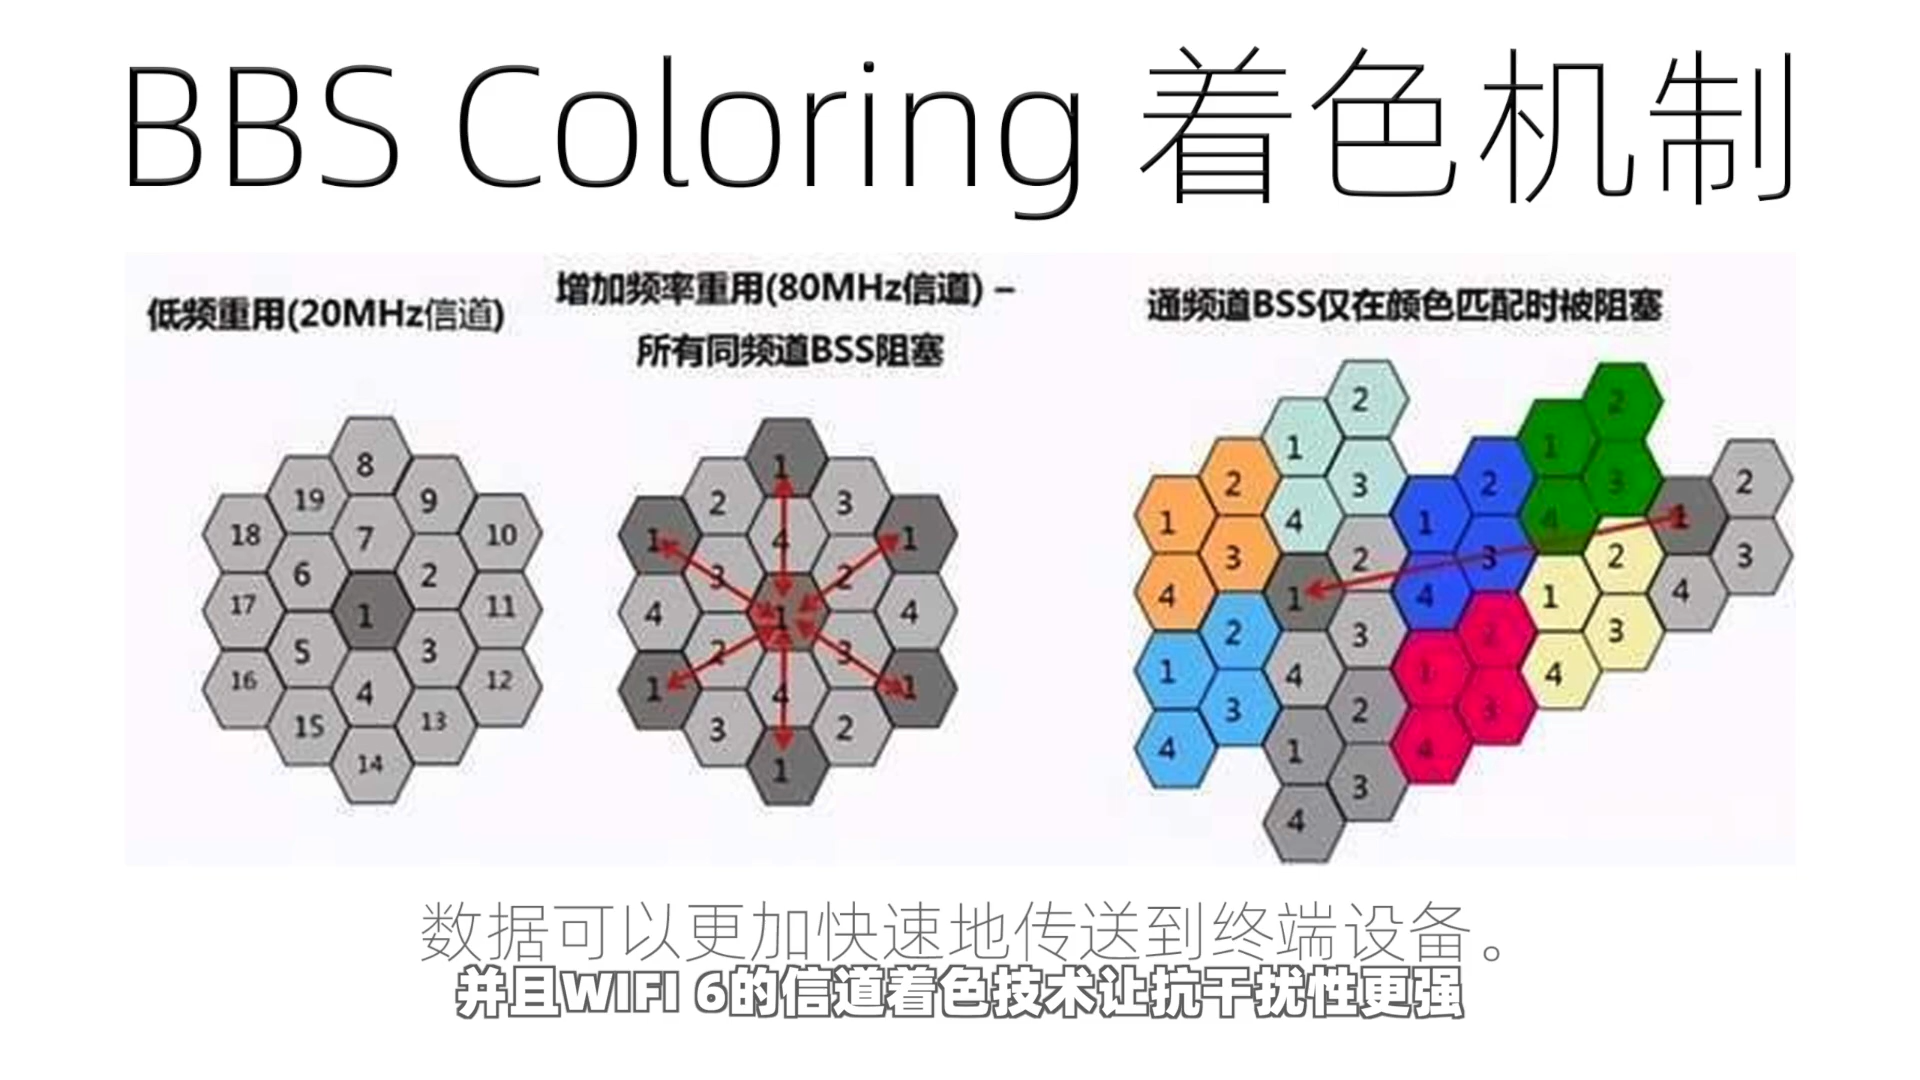 BBS Coloring 着色机制
低频重用(20MHz信道)
增加频率重用(80MHz信道) –
所有同频道BSS阻塞
通频道BSS仅在颜色匹配时被阻塞
8
19 9
18 7 10
6 2
17 1 11
5 3
16 4 12
15 13
14
1
2 3
1 4 1
3 2
4 1 4
2 3
1 4 1
3 2
1
2 2
1 1
2 3 2 3 2
1 4 1 4 1
3 2 3 2 3
4 1 4 1 4
2 3 2 3
1 4 1 4
3 2 3
4 1 4
3
4
数据可以更加快速地传送到终端设备。
并且WIFI 6的信道着色技术让抗干扰性更强